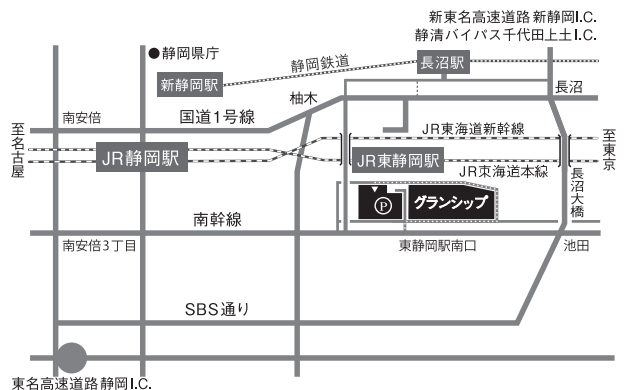 新東名高速道路 新静岡I.C.
静清バイパス千代田上土I.C.
●静岡県庁
静岡鉄道
長沼駅
新静岡駅
柚木
長沼
南安倍
国道1号線
至名古屋
JR東海道新幹線
至東京
JR静岡駅
JR東静岡駅
JR東海道本線
長沼大橋
P
グランシップ
南幹線
南安倍3丁目
東静岡駅南口
池田
SBS通り
東名高速道路 静岡I.C.